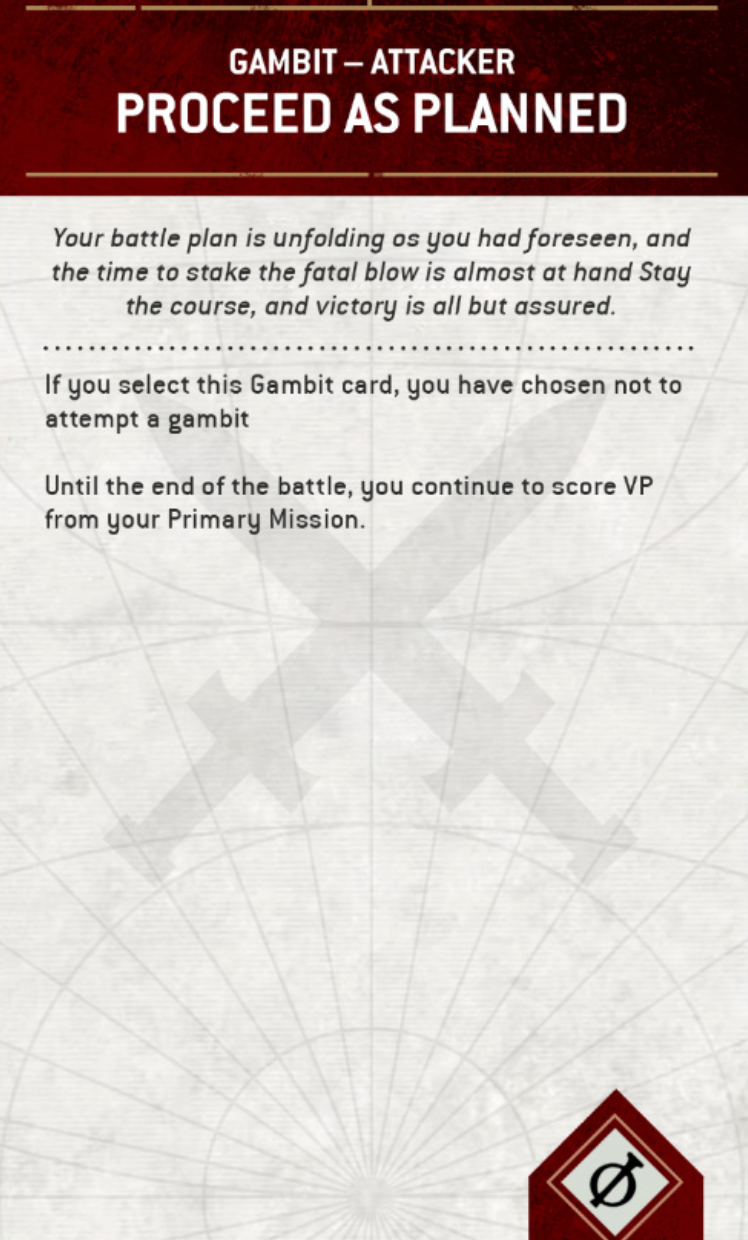 GAMBIT – ATTACKER
PROCEED AS PLANNED
Your battle plan is unfolding os you had foreseen, and
the time to stake the fatal blow is almost at hand Stay
the course, and victory is all but assured.
If you select this Gambit card, you have chosen not to
attempt a gambit
Until the end of the battle, you continue to score VP
from your Primary Mission.